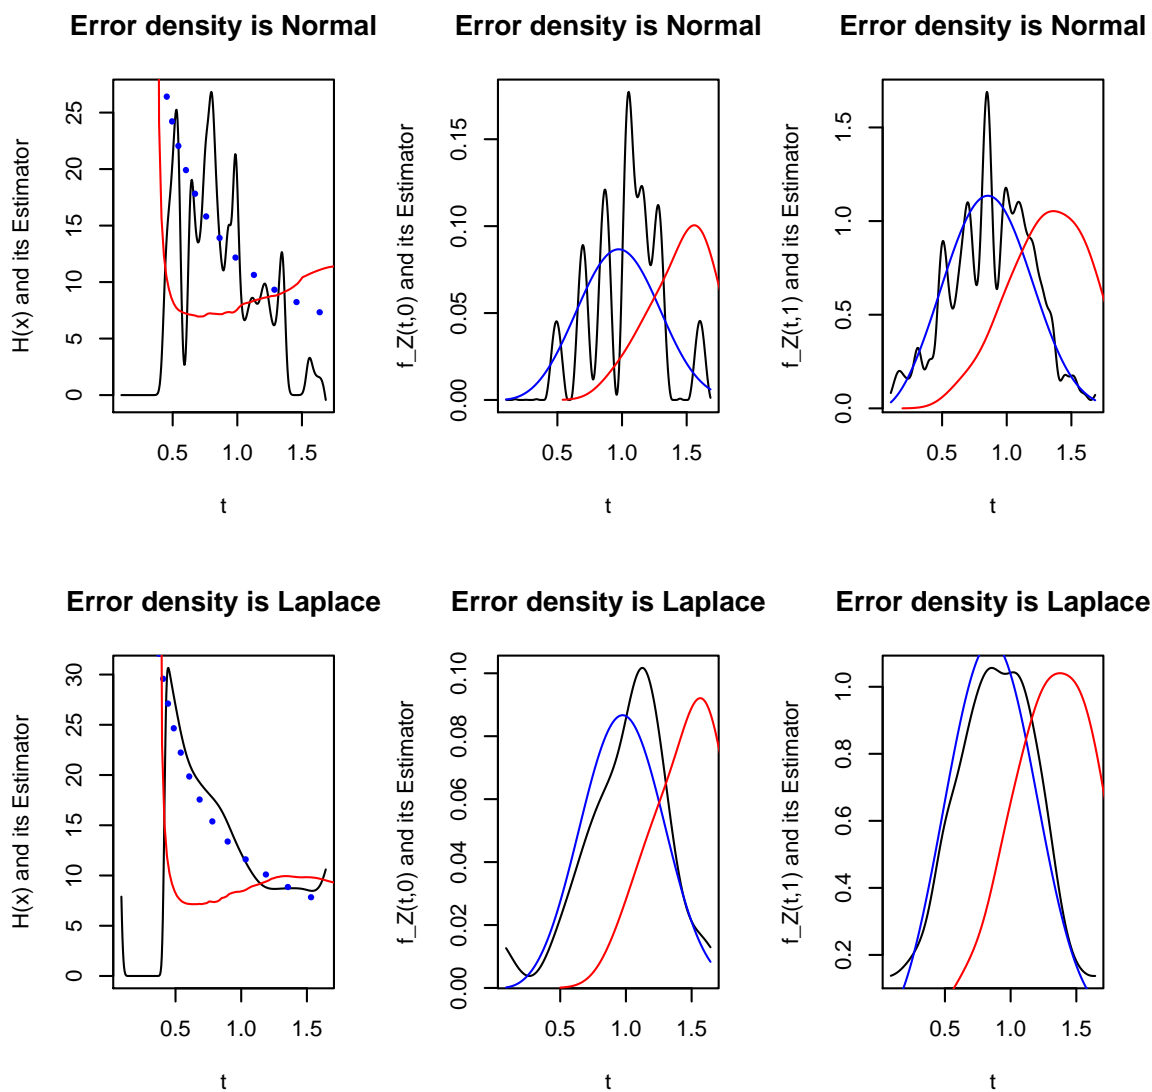 Error density is Normal
H(x) and its Estimator
25
20
15
10
5
0
0.5 1.0 1.5
t
Error density is Normal
f_Z(t,0) and its Estimator
0.15
0.10
0.05
0.00
0.5 1.0 1.5
t
Error density is Normal
f_Z(t,1) and its Estimator
1.5
1.0
0.5
0.0
0.5 1.0 1.5
t
Error density is Laplace
H(x) and its Estimator
30
25
20
15
10
5
0
0.5 1.0 1.5
t
Error density is Laplace
f_Z(t,0) and its Estimator
0.10
0.08
0.06
0.04
0.02
0.00
0.5 1.0 1.5
t
Error density is Laplace
f_Z(t,1) and its Estimator
1.0
0.8
0.6
0.4
0.2
0.5 1.0 1.5
t